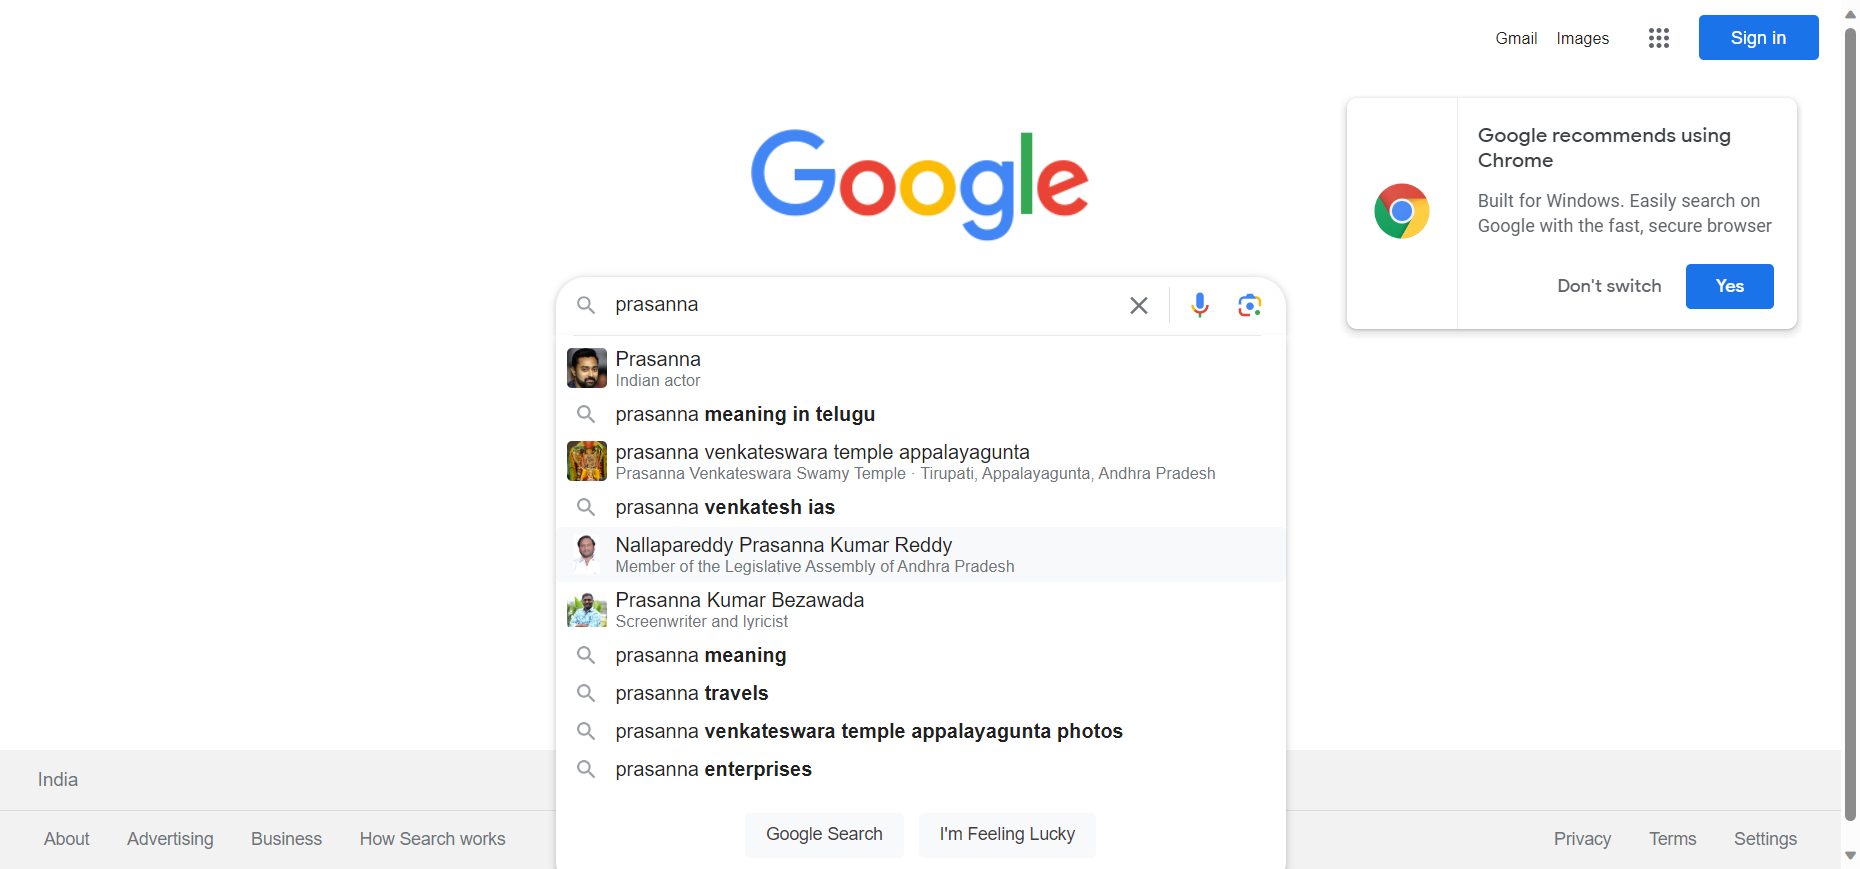 Gmail Images Sign in
Google
Google recommends using
Chrome
Built for Windows. Easily search on
Google with the fast, secure browser
Don't switch Yes
prasanna
Prasanna
Indian actor
prasanna meaning in telugu
prasanna venkateswara temple appalayagunta
Prasanna Venkateswara Swamy Temple · Tirupati, Appalayagunta, Andhra Pradesh
prasanna venkatesh ias
Nallapareddy Prasanna Kumar Reddy
Member of the Legislative Assembly of Andhra Pradesh
Prasanna Kumar Bezawada
Screenwriter and lyricist
prasanna meaning
prasanna travels
prasanna venkateswara temple appalayagunta photos
prasanna enterprises
Google Search I'm Feeling Lucky
India
About Advertising Business How Search works Privacy Terms Settings